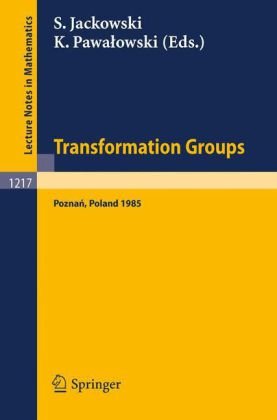 S. Jackowski
K. Pawałowski (Eds.)
Lecture Notes in Mathematics
1217
Transformation Groups
Poznań, Poland 1985
Springer